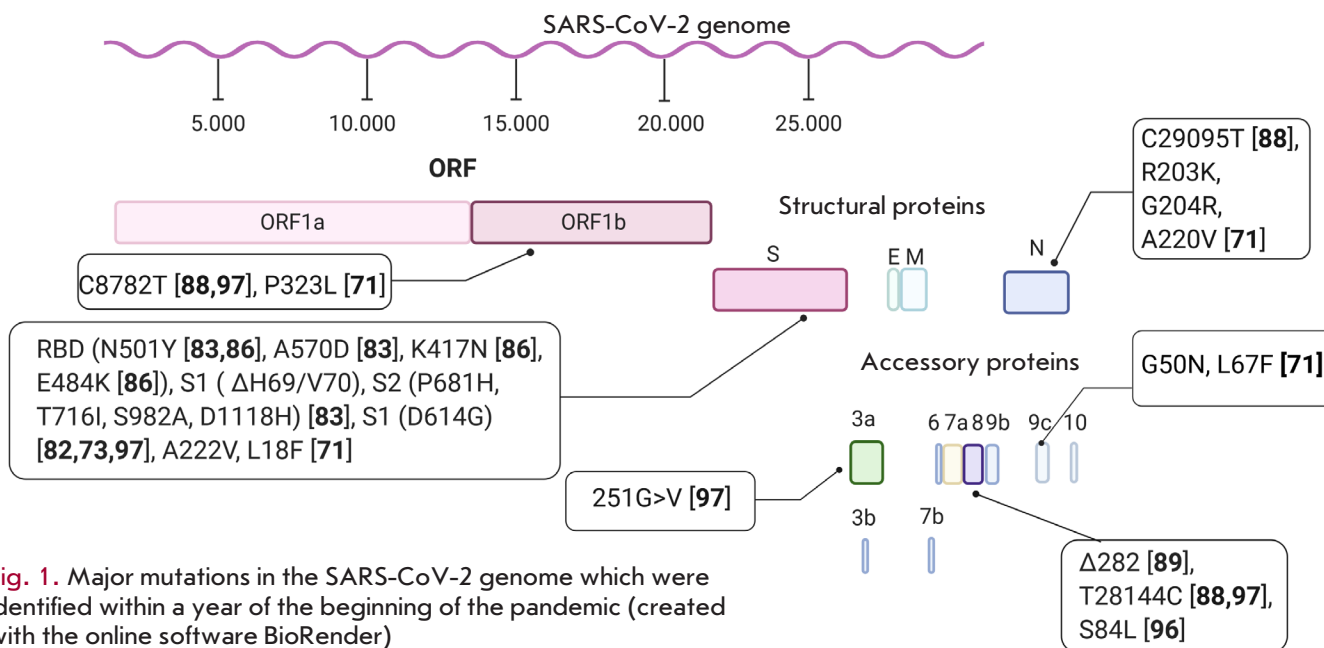 SARS-CoV-2 genome
5.000
10.000
15.000
20.000
25.000
ORF
ORF1a
ORF1b
C8782T [88,97], P323L [71]
Structural proteins
S
E M
N
C29095T [88],
R203K,
G204R,
A220V [71]
RBD (N501Y [83,86], A570D [83], K417N [86],
E484K [86]), S1 ( ΔH69/V70), S2 (P681H,
T716I, S982A, D1118H) [83], S1 (D614G)
[82,73,97], A222V, L18F [71]
Accessory proteins
G50N, L67F [71]
3a
6 7a 8 9b
9c
10
251G>V [97]
3b
7b
Δ282 [89],
T28144C [88,97],
S84L [96]
ig. 1. Major mutations in the SARS-CoV-2 genome which were
dentified within a year of the beginning of the pandemic (created
with the online software BioRender)